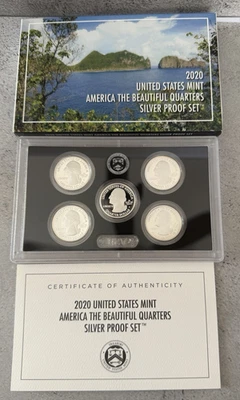 2020
UNITED STATES MINT
AMERICA THE BEAUTIFUL QUARTERS
SILVER PROOF SET™
CERTIFICATE OF AUTHENTICITY
2020 UNITED STATES MINT
AMERICA THE BEAUTIFUL QUARTERS
SILVER PROOF SET™